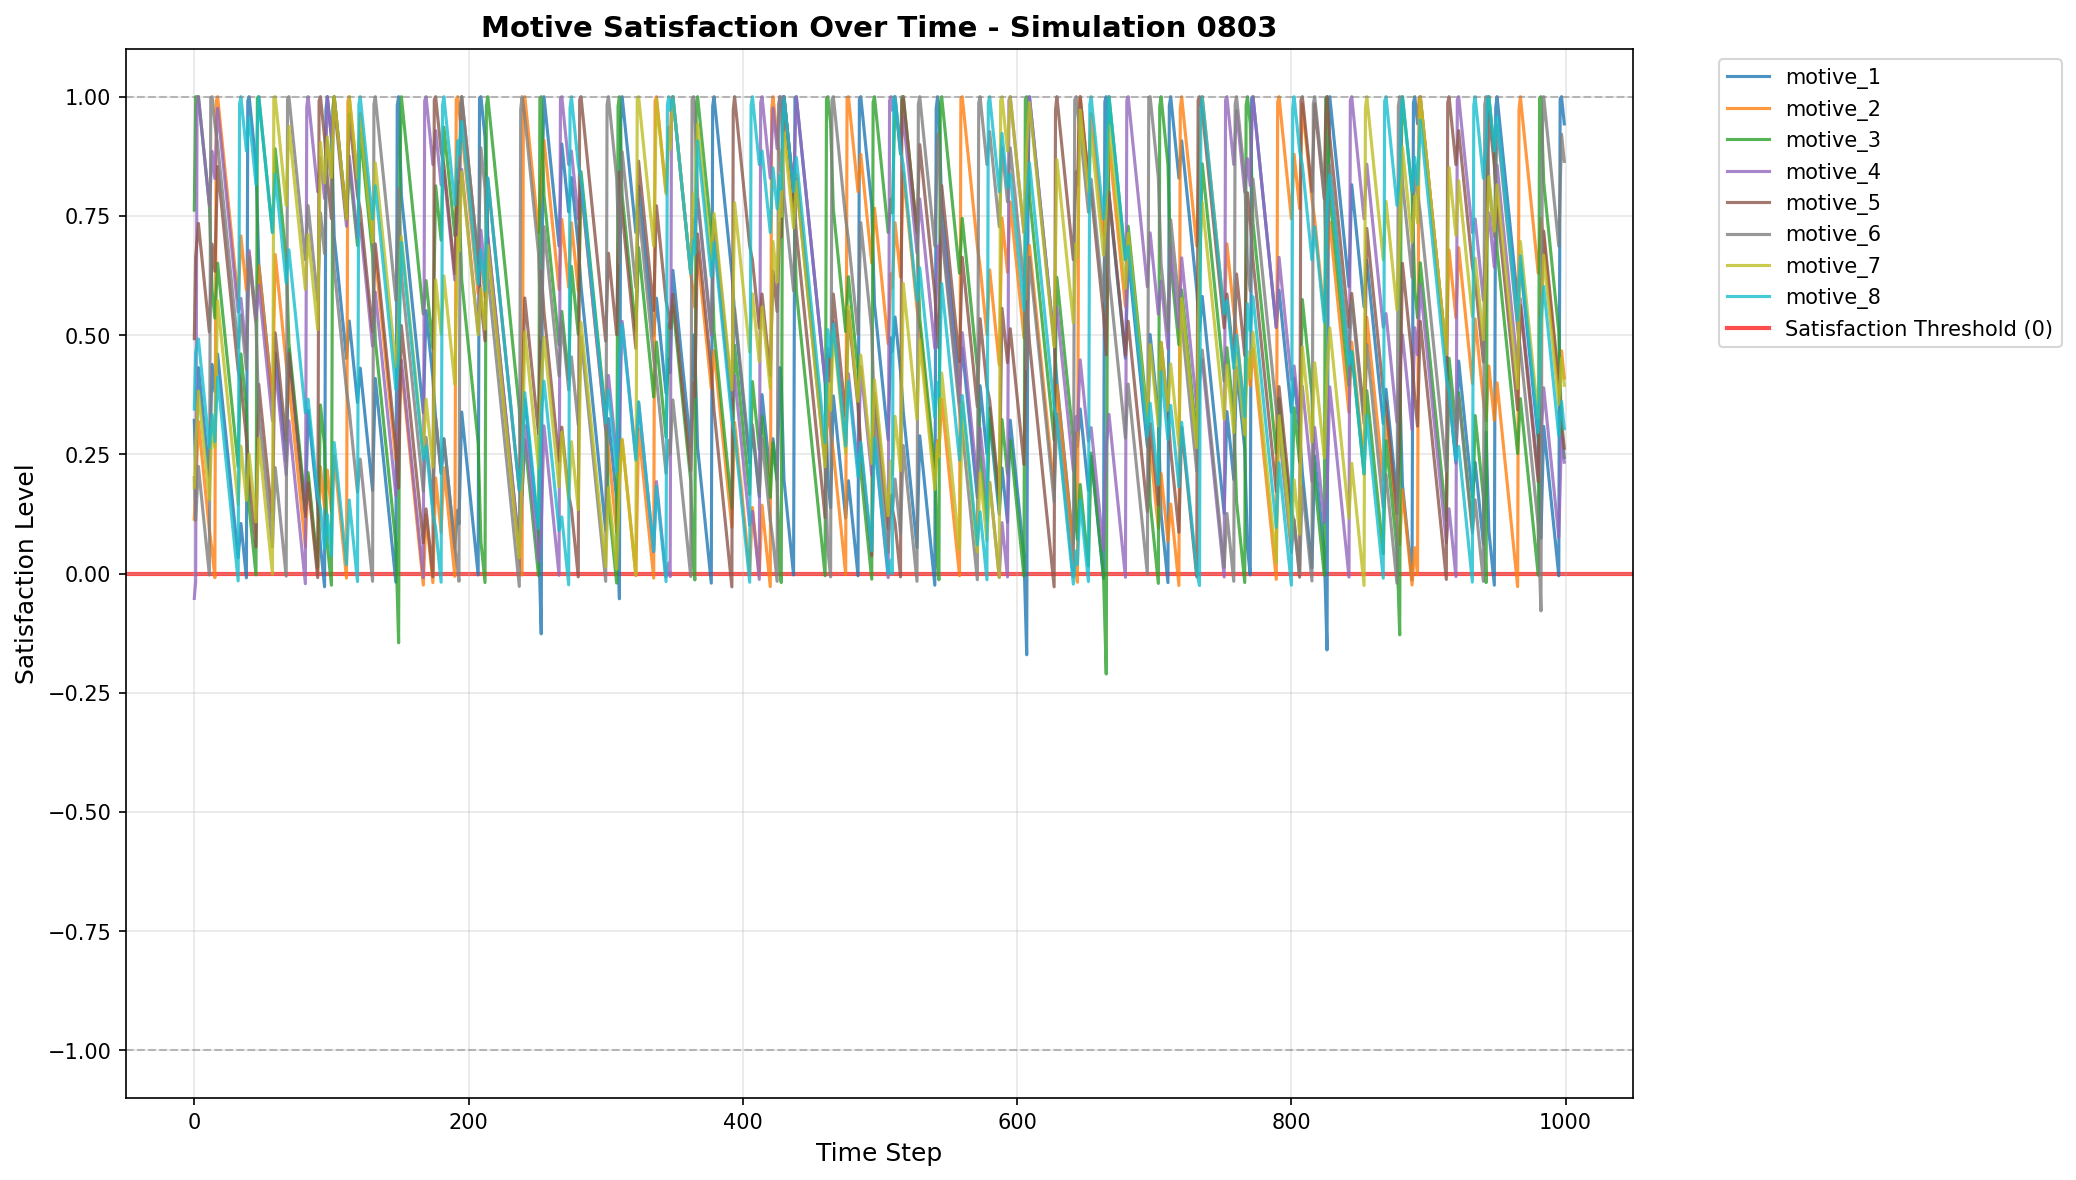 Motive Satisfaction Over Time - Simulation 0803
1.00
0.75
0.50
0.25
0.00
−0.25
−0.50
−0.75
−1.00
Satisfaction Level
0
200
400
600
800
1000
Time Step
motive_1
motive_2
motive_3
motive_4
motive_5
motive_6
motive_7
motive_8
Satisfaction Threshold (0)